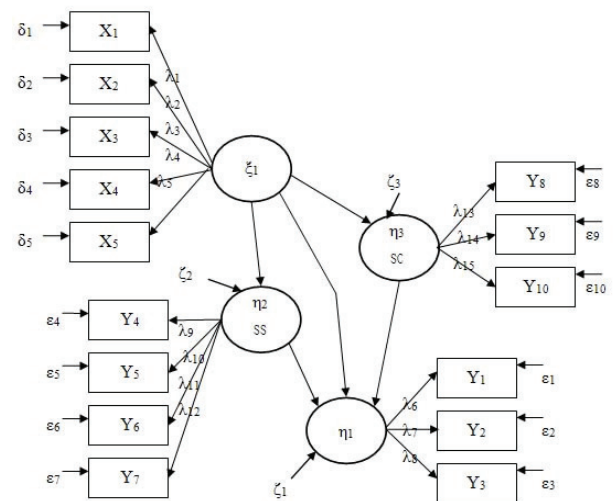 δ1 X1
δ2 X2
δ3 X3
δ4 X4
δ5 X5
λ1
λ2
λ3
λ4
λ5
ξ1
ζ3
η3
SC
λ13
λ14
λ15
Y8 ε8
Y9 ε9
Y10 ε10
ζ2
η2
SS
ε4 Y4
ε5 Y5
ε6 Y6
ε7 Y7
λ9
λ10
λ11
λ12
η1
ζ1
λ6
λ7
λ8
Y1 ε1
Y2 ε2
Y3 ε3